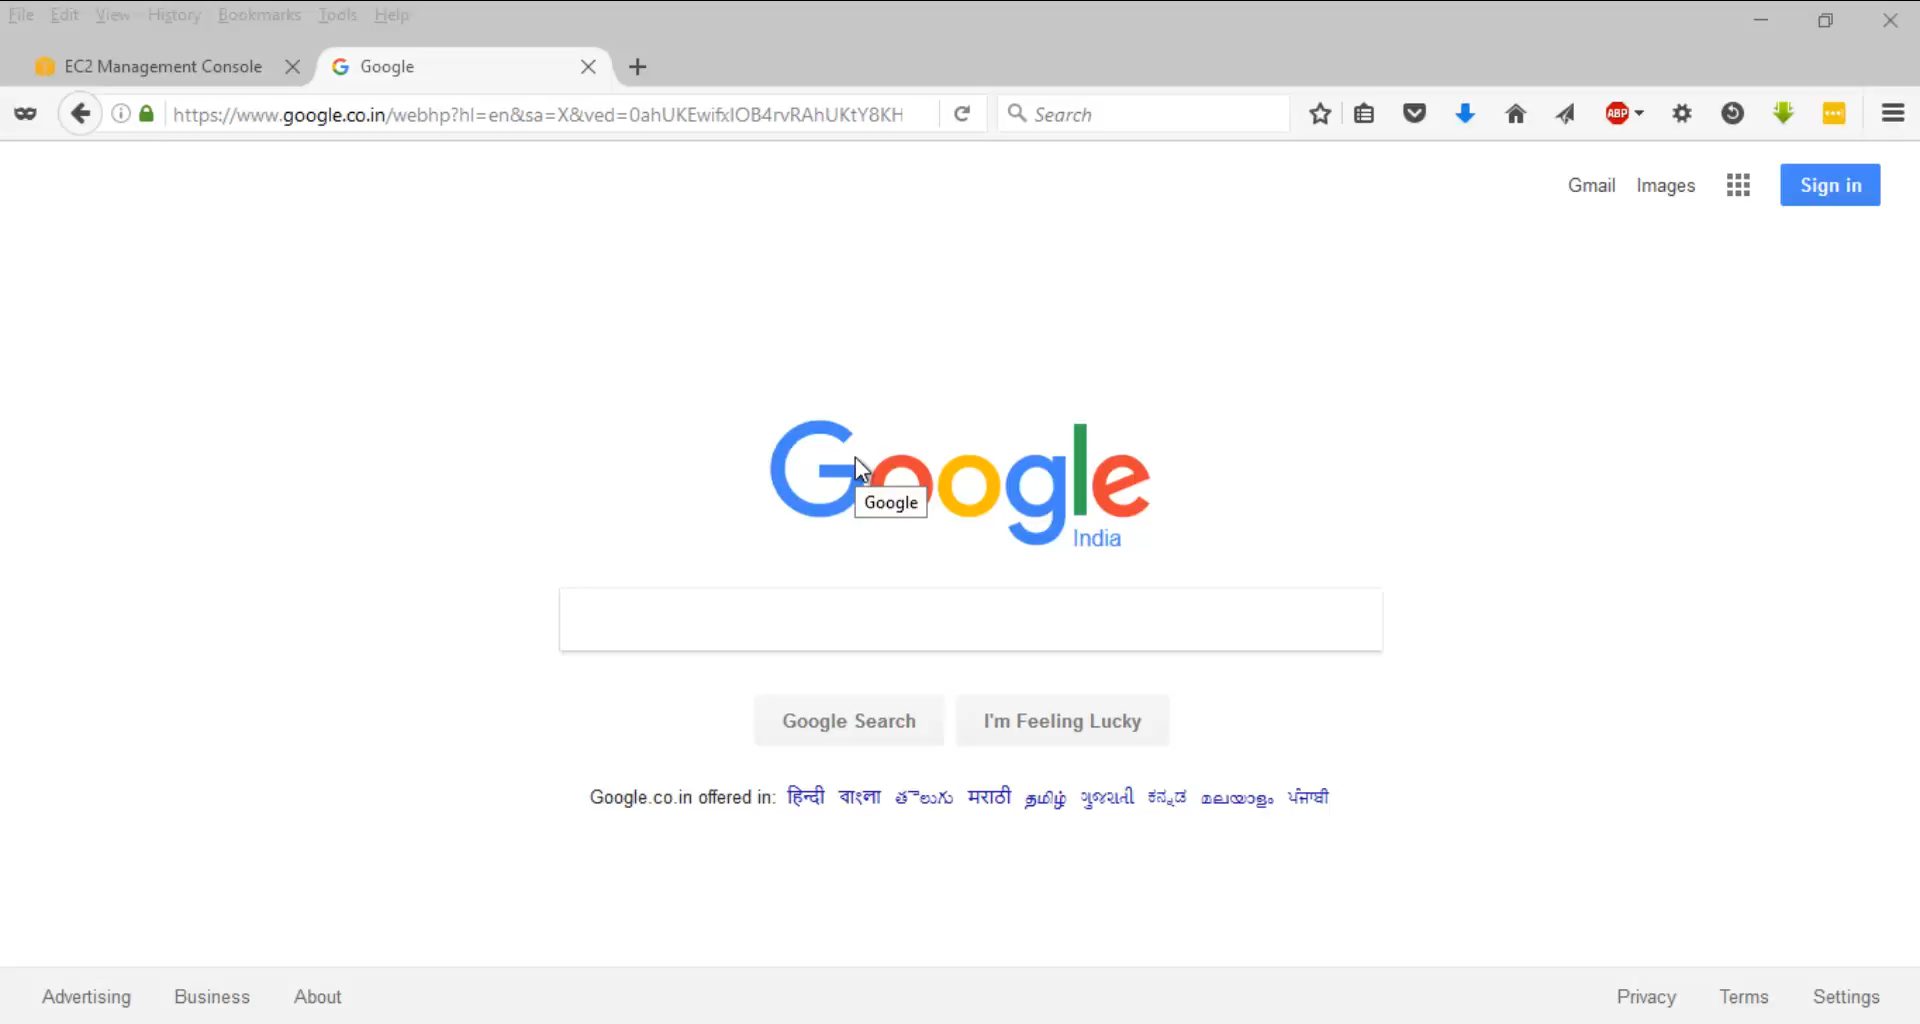 File Edit View History Bookmarks Tools Help
EC2 Management Console Google
https://www.google.co.in/webhp?hl=en&sa=X&ved=0ahUKEwifxIOB4rvRAhUKtY8KH Search ABP
Gmail Images Sign in
Google
Google
India
Google Search I'm Feeling Lucky
Google.co.in offered in: हिन्दी বাংলা తెలుగు मराठी தமிழ் ગુજરાતી ಕನ್ನಡ മലയാളം ਪੰਜਾਬੀ
Advertising Business About Privacy Terms Settings